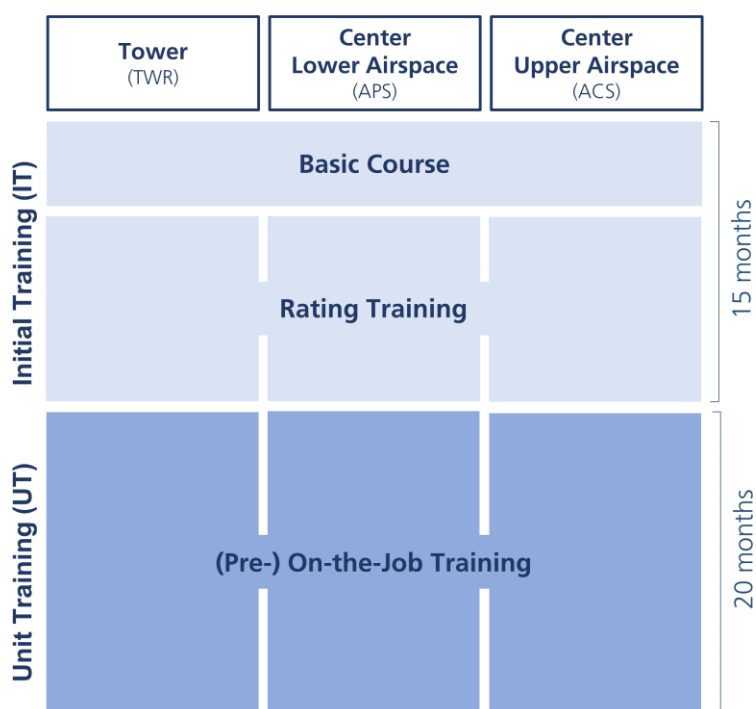 Tower
(TWR)
Center
Lower Airspace
(APS)
Center
Upper Airspace
(ACS)
Initial Training (IT)
Basic Course
Rating Training
15 months
Unit Training (UT)
(Pre-) On-the-Job Training
20 months